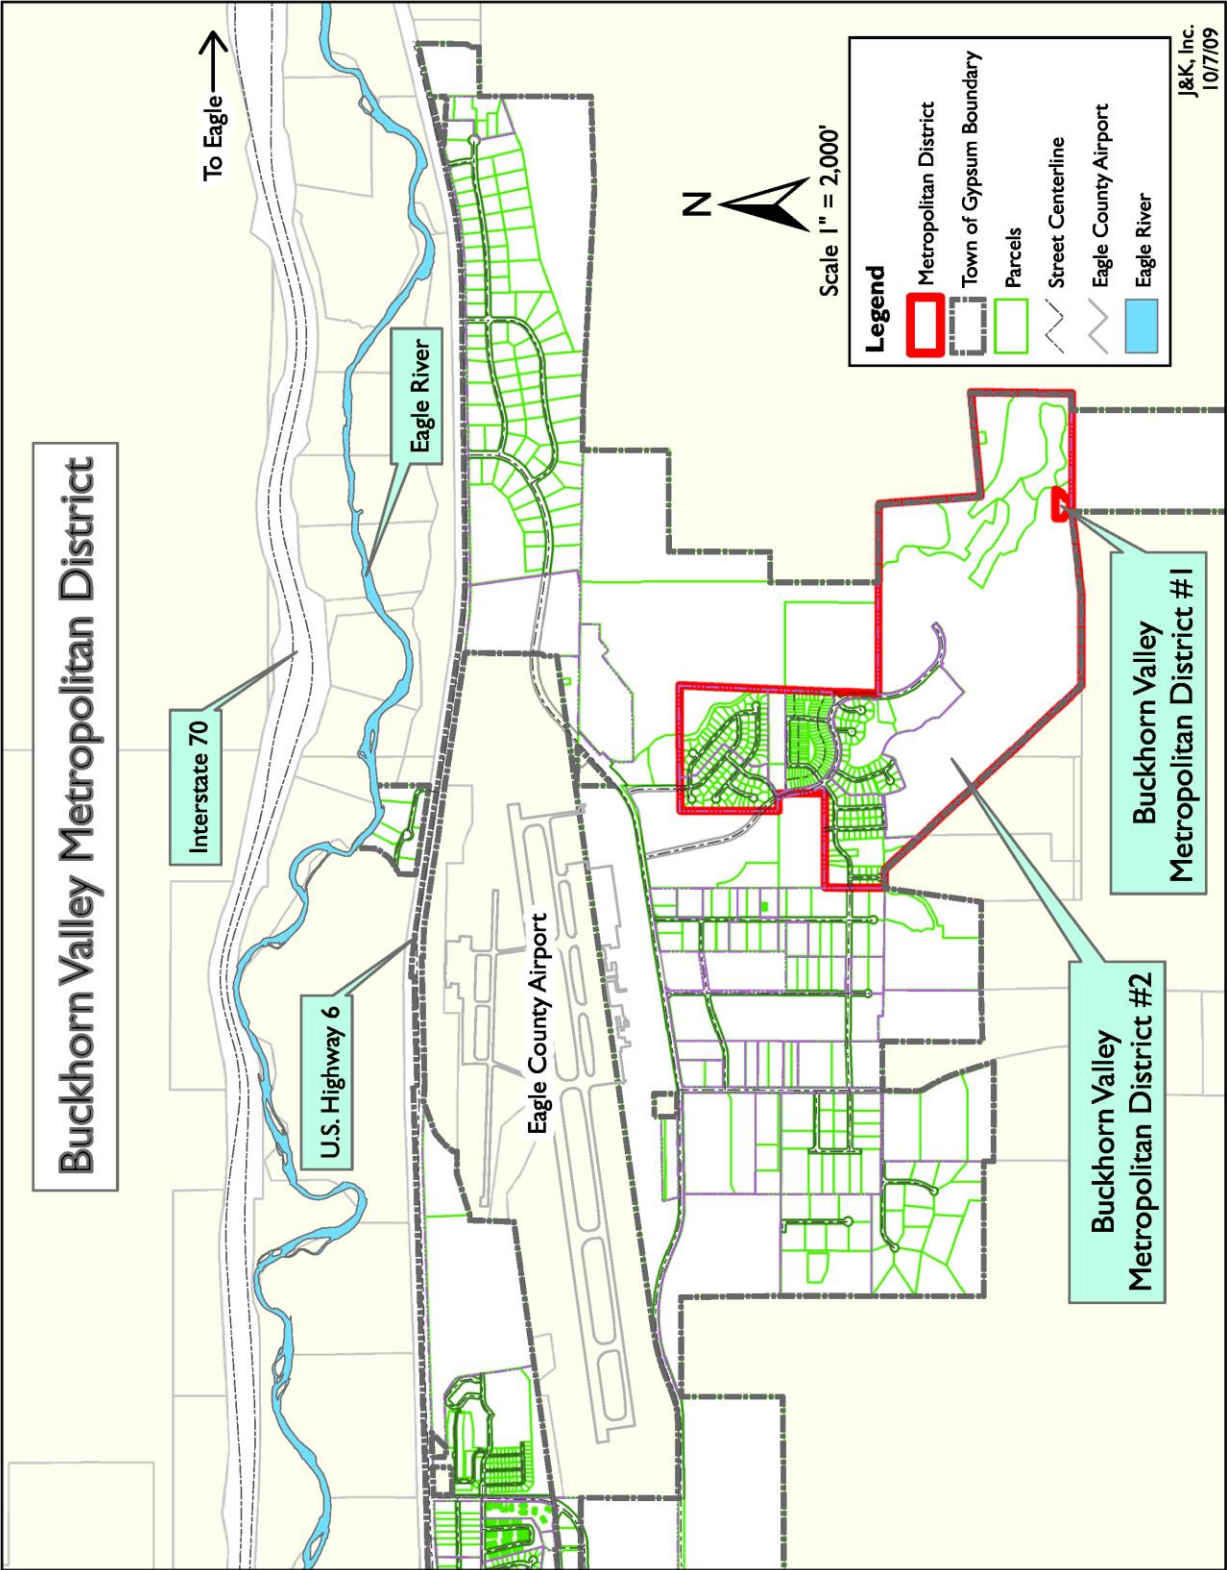 Buckhorn Valley Metropolitan District
To Eagle
Interstate 70
Eagle River
U.S. Highway 6
Eagle County Airport
N
Scale 1" = 2,000'
Legend
Metropolitan District
Town of Gypsum Boundary
Parcels
Street Centerline
Eagle County Airport
Eagle River
Buckhorn Valley
Metropolitan District #2
Buckhorn Valley
Metropolitan District #1
J&K, Inc.
10/7/09